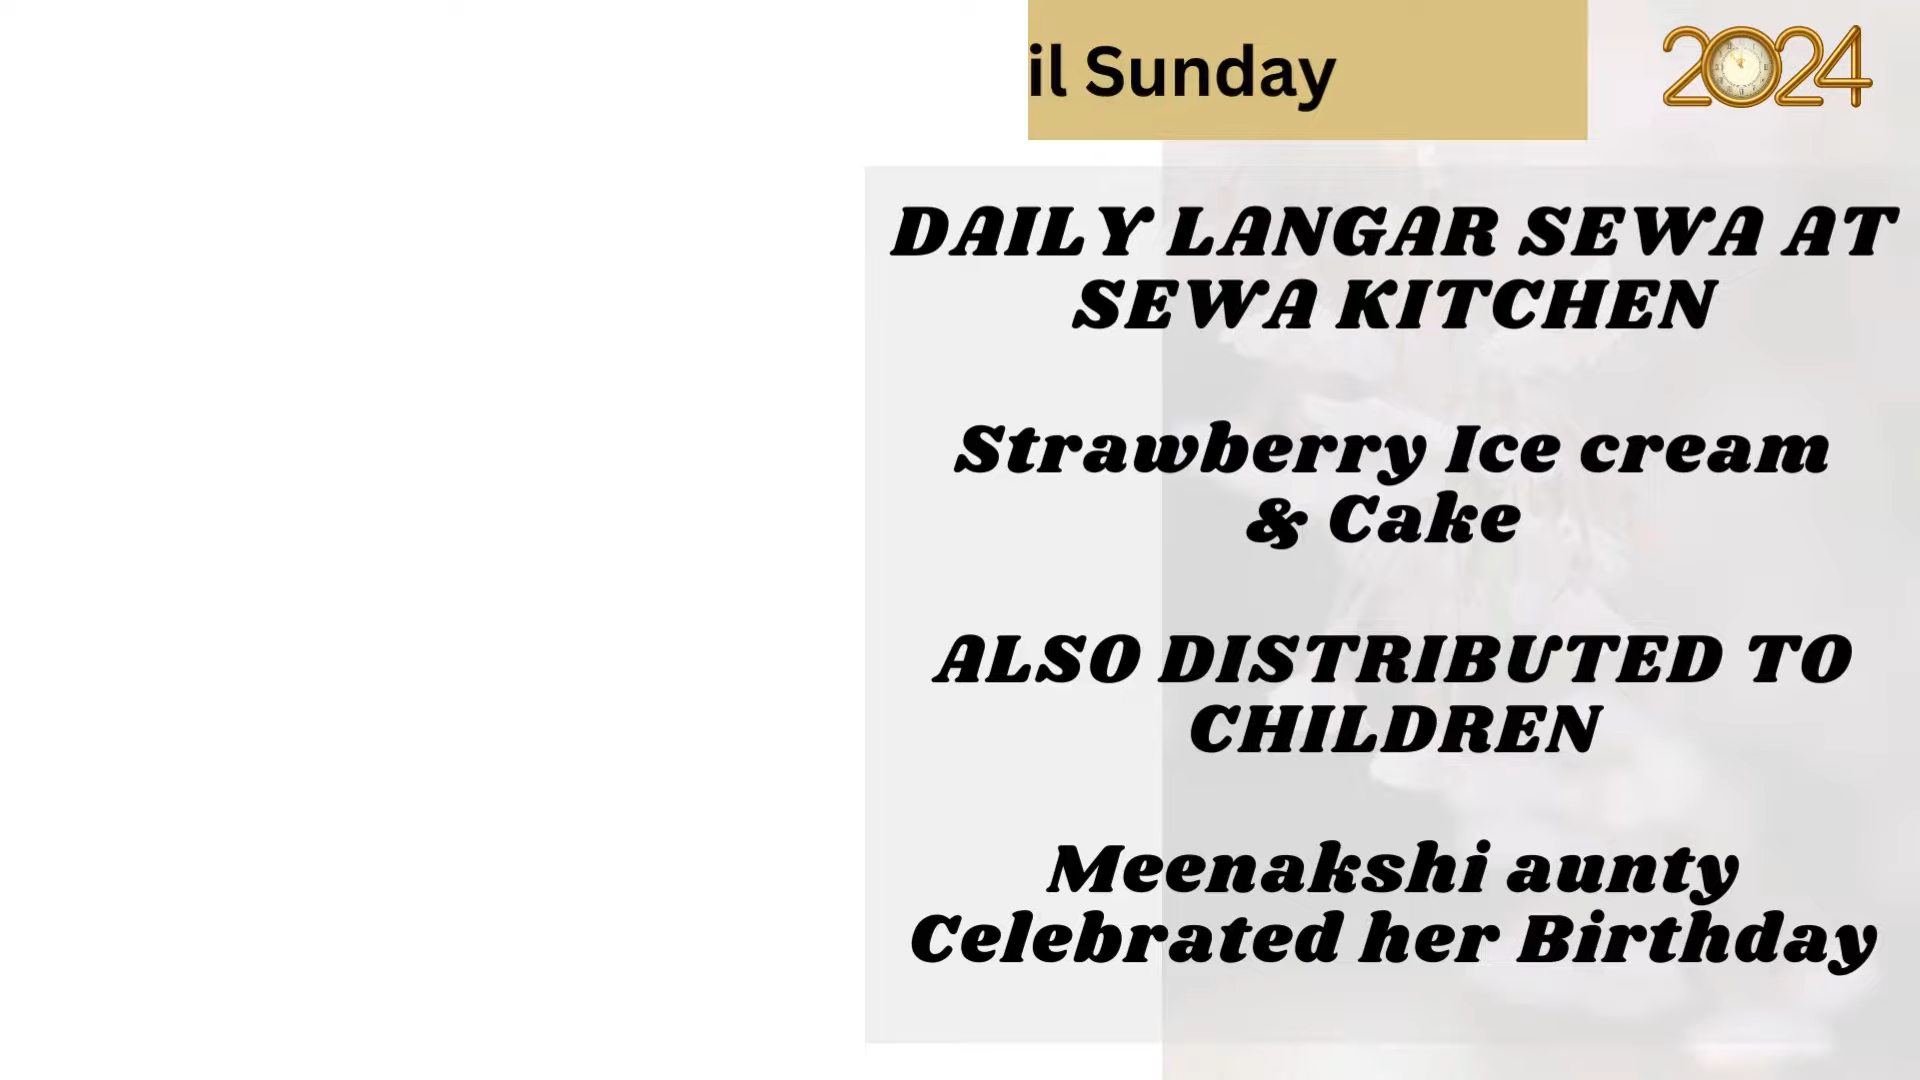 il Sunday
2024
DAILY LANGAR SEWA AT
SEWA KITCHEN
Strawberry Ice cream
& Cake
ALSO DISTRIBUTED TO
CHILDREN
Meenakshi aunty
Celebrated her Birthday